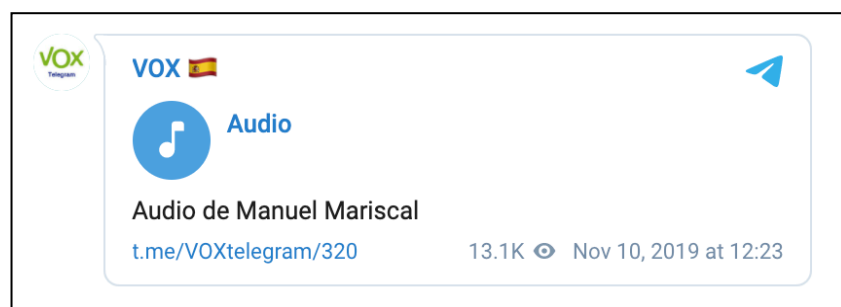 VOX
Telegram
VOX 🇪🇸
Audio
Audio de Manuel Mariscal
t.me/VOXtelegram/320
13.1K Nov 10, 2019 at 12:23